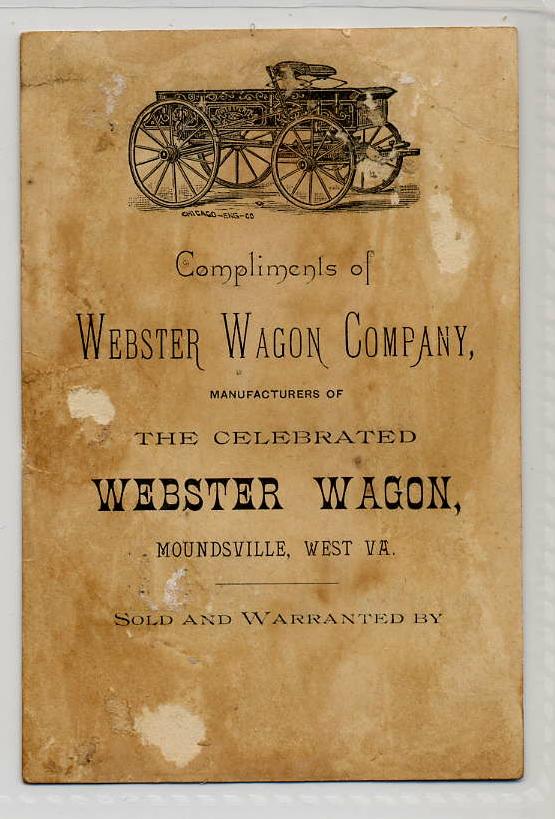 CHICAGO-ENG-CO
Compliments of
WEBSTER WAGON COMPANY,
MANUFACTURERS OF
THE CELEBRATED
WEBSTER WAGON,
MOUNDSVILLE, WEST VA.
SOLD AND WARRANTED BY